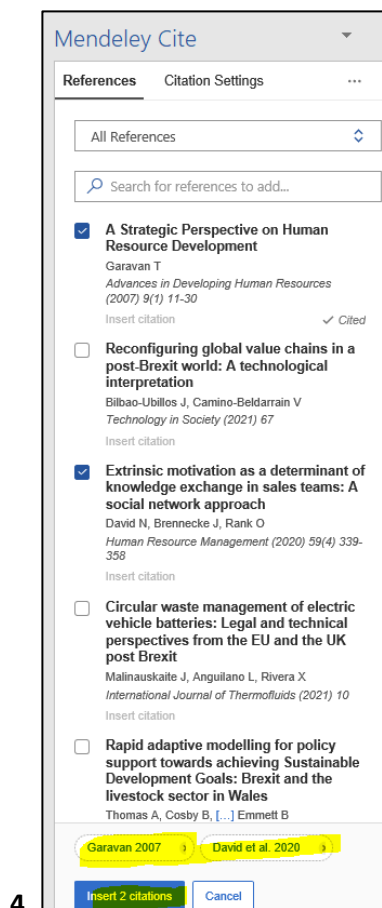 Mendeley Cite
References Citation Settings ...
All References
Search for references to add...
A Strategic Perspective on Human
Resource Development
Garavan T
Advances in Developing Human Resources
(2007) 9(1) 11-30
Insert citation ✓ Cited
Reconfiguring global value chains in a
post-Brexit world: A technological
interpretation
Bilbao-Ubillos J, Camino-Beldarrain V
Technology in Society (2021) 67
Insert citation
Extrinsic motivation as a determinant of
knowledge exchange in sales teams: A
social network approach
David N, Brennecke J, Rank O
Human Resource Management (2020) 59(4) 339-
358
Insert citation
Circular waste management of electric
vehicle batteries: Legal and technical
perspectives from the EU and the UK
post Brexit
Malinauskaite J, Anguilano L, Rivera X
International Journal of Thermofluids (2021) 10
Insert citation
Rapid adaptive modelling for policy
support towards achieving Sustainable
Development Goals: Brexit and the
livestock sector in Wales
Thomas A, Cosby B, [...] Emmett B
Garavan 2007 David et al. 2020
4 Insert 2 citations Cancel